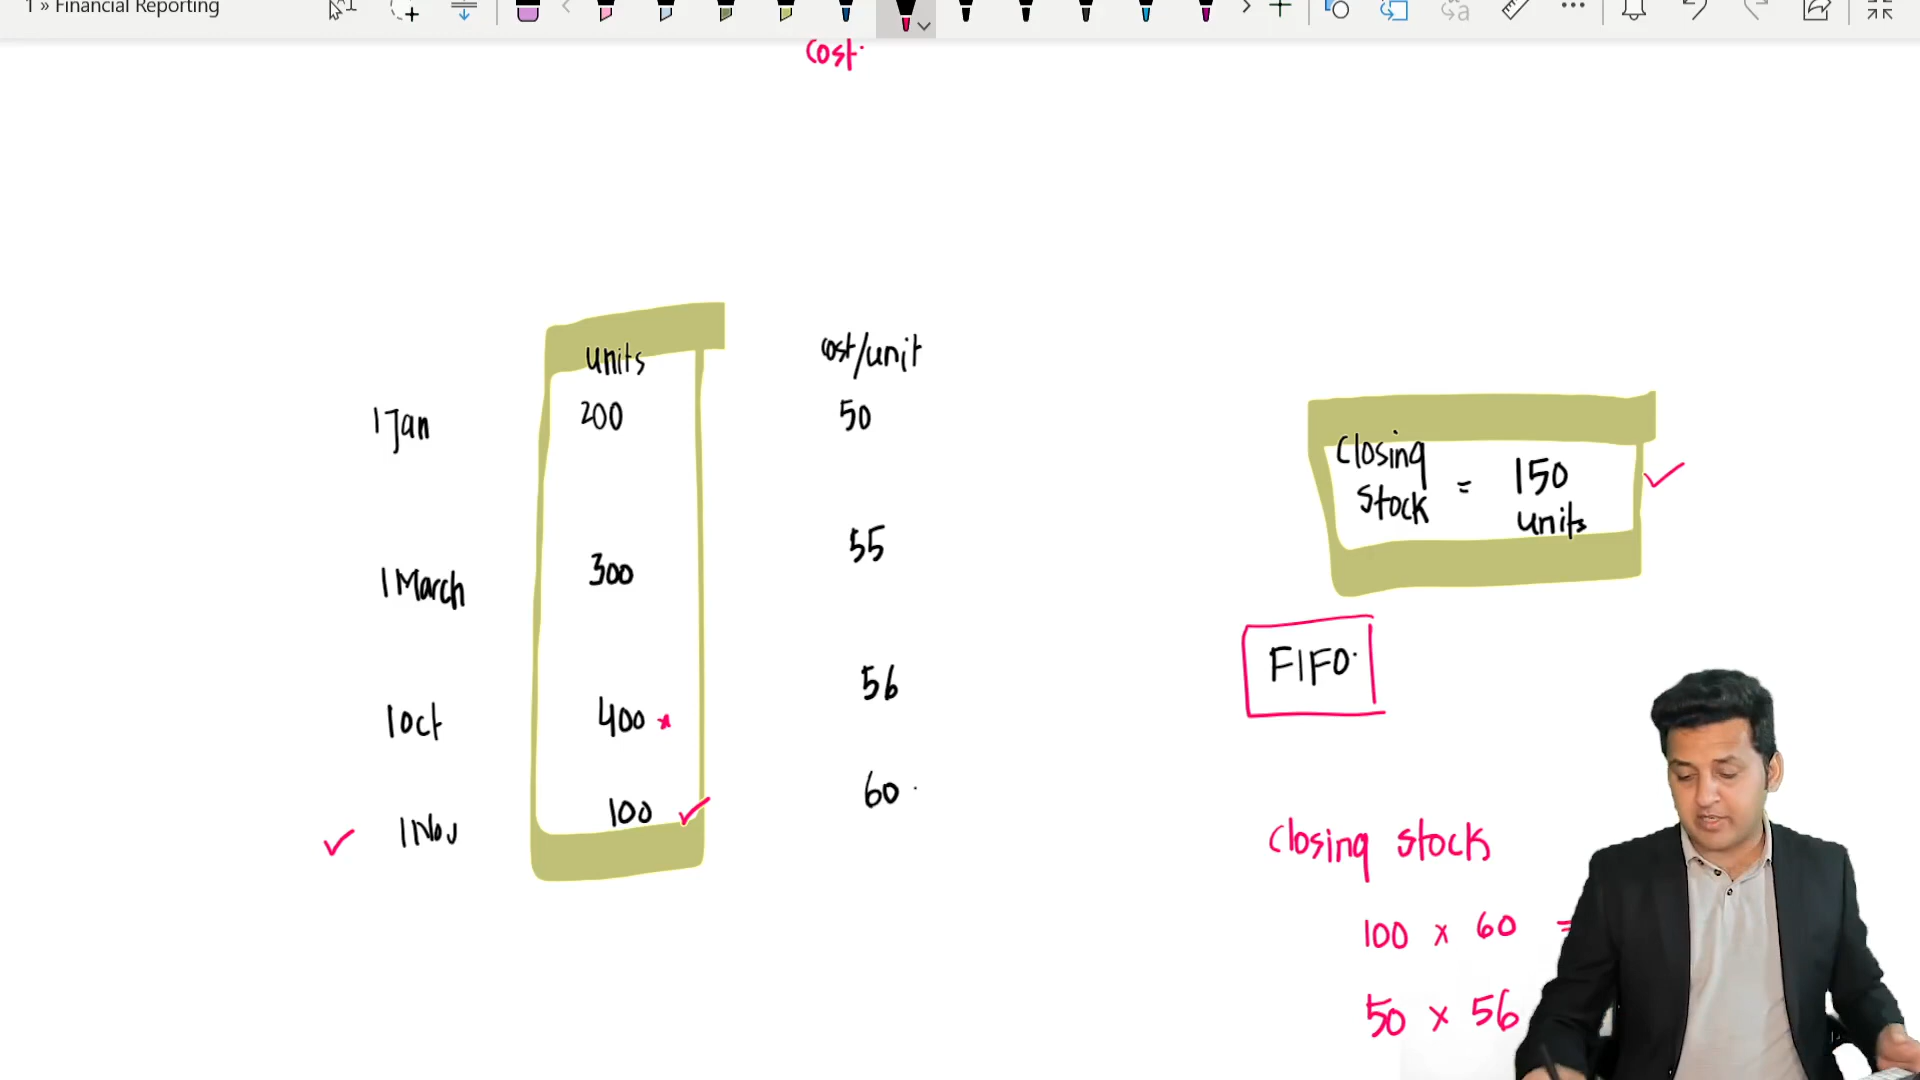 1 » Financial Reporting
cost
units cost/unit
1 Jan 200 50
1 March 300 55
1 oct 400 x 56
1 Nov 100 60
Closing
Stock = 150
units
FIFO
closing stock
100 x 60 =
50 x 56